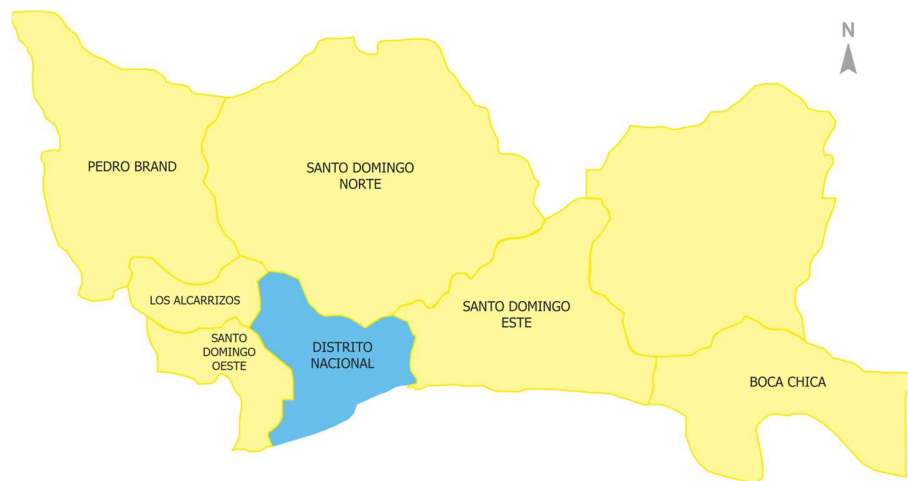 N
PEDRO BRAND
SANTO DOMINGO
NORTE
LOS ALCARRIZOS
SANTO DOMINGO
ESTE
SANTO
DOMINGO
OESTE
DISTRITO
NACIONAL
BOCA CHICA